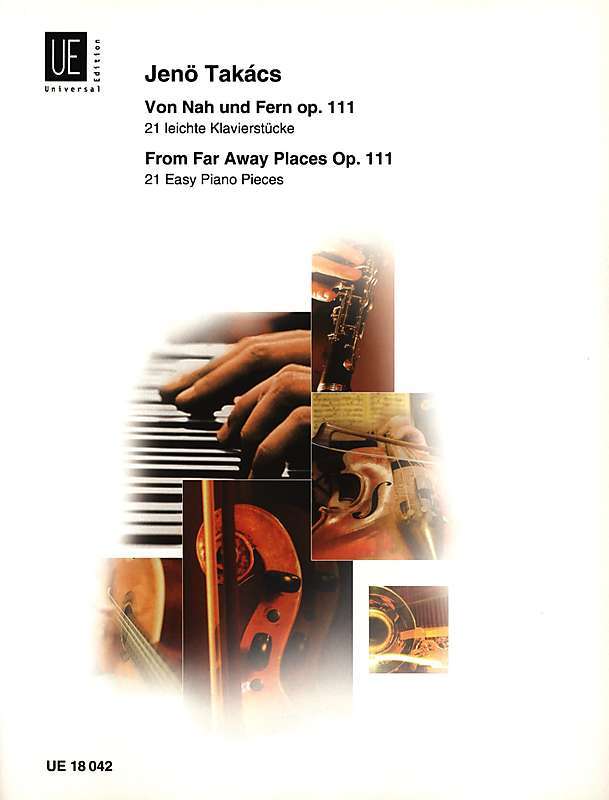 UE
Universal
Edition
Jenö Takács
Von Nah und Fern op. 111
21 leichte Klavierstücke
From Far Away Places Op. 111
21 Easy Piano Pieces
UE 18 042